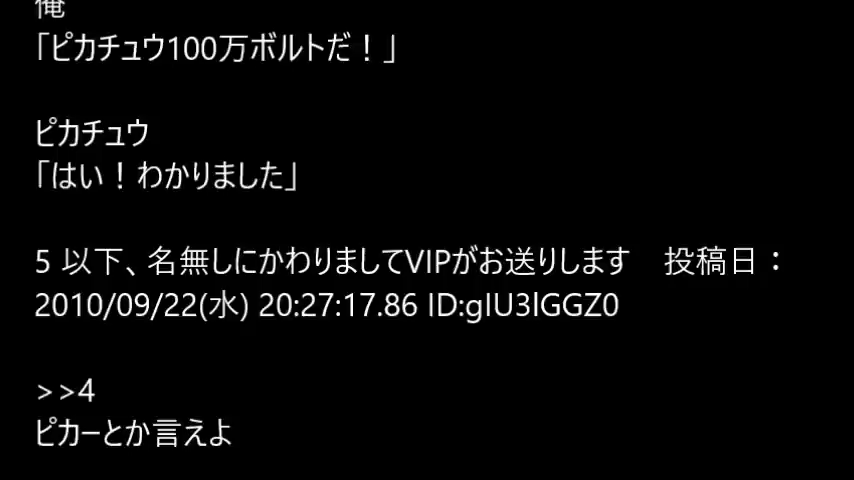 俺
「ピカチュウ100万ボルトだ！」
ピカチュウ
「はい！わかりました」
5 以下、名無しにかわりましてVIPがお送りします　投稿日：
2010/09/22(水) 20:27:17.86 ID:gIU3lGGZ0
>>4
ピカーとか言えよ